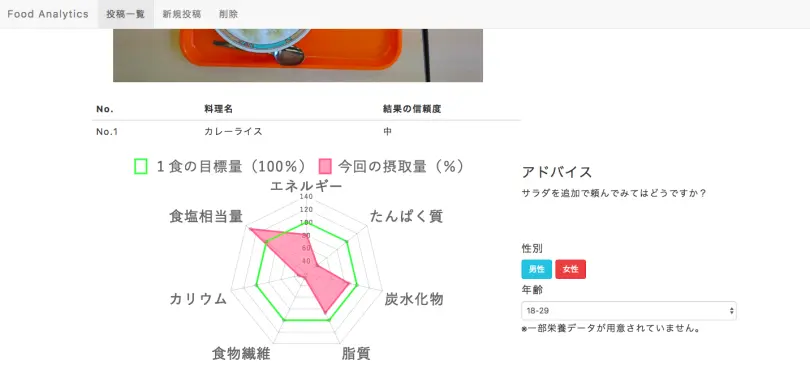 Food Analytics 投稿一覧 新規投稿 削除
No. 料理名 結果の信頼度
No.1 カレーライス 中
１食の目標量（100%） 今回の摂取量（%）
エネルギー
140
120
100
80
60
40
食塩相当量 たんぱく質
カリウム 炭水化物
食物繊維 脂質
アドバイス
サラダを追加で頼んでみてはどうですか？
性別
男性 女性
年齢
18-29
※一部栄養データが用意されていません。